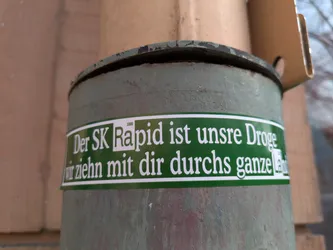 Der SK Rapid ist unsre Droge
wir ziehn mit dir durchs ganze